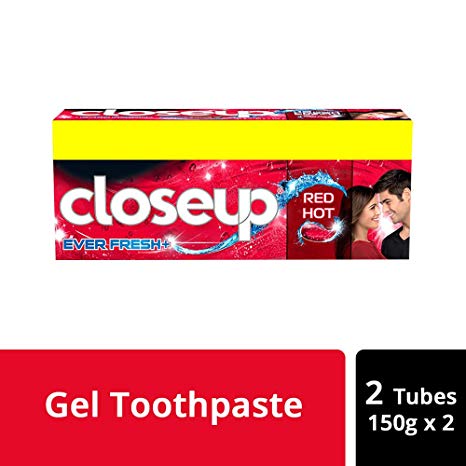 closeup
EVER FRESH+
RED
HOT
Gel Toothpaste
2 Tubes
150g x 2